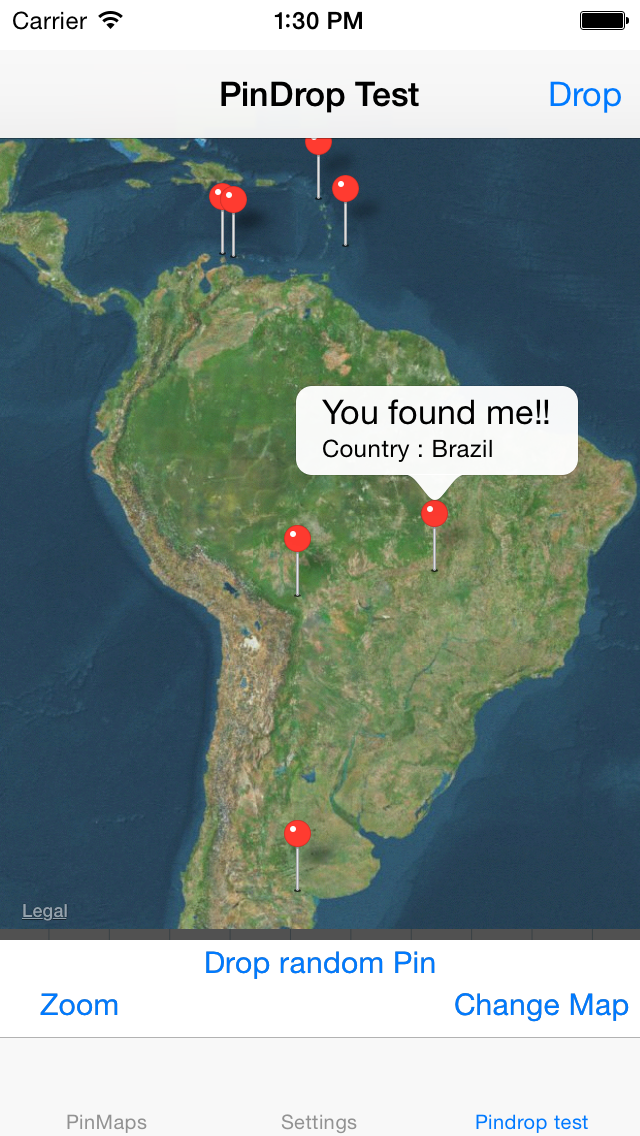 Carrier 1:30 PM
PinDrop Test Drop
You found me!!
Country : Brazil
Legal
Drop random Pin
Zoom Change Map
PinMaps Settings Pindrop test